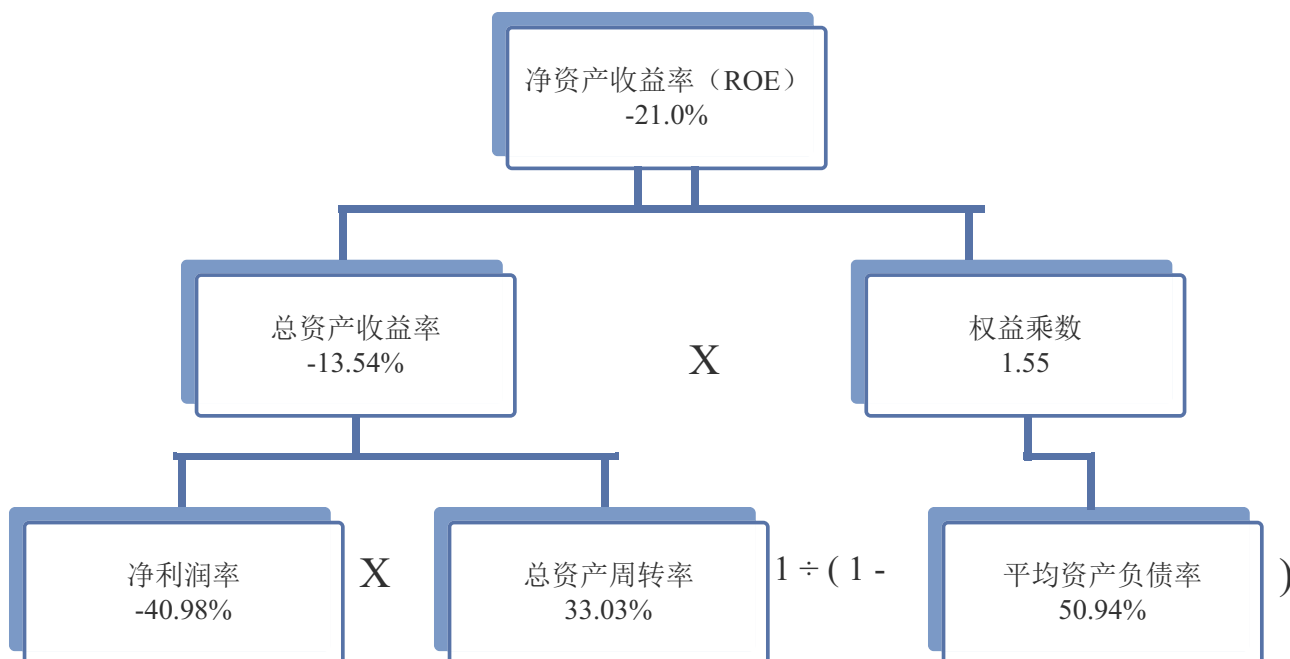 净资产收益率（ROE）
-21.0%
总资产收益率
-13.54%
X
权益乘数
1.55
净利润率
-40.98%
X
总资产周转率
33.03%
1 ÷ ( 1 -
平均资产负债率
50.94%
)